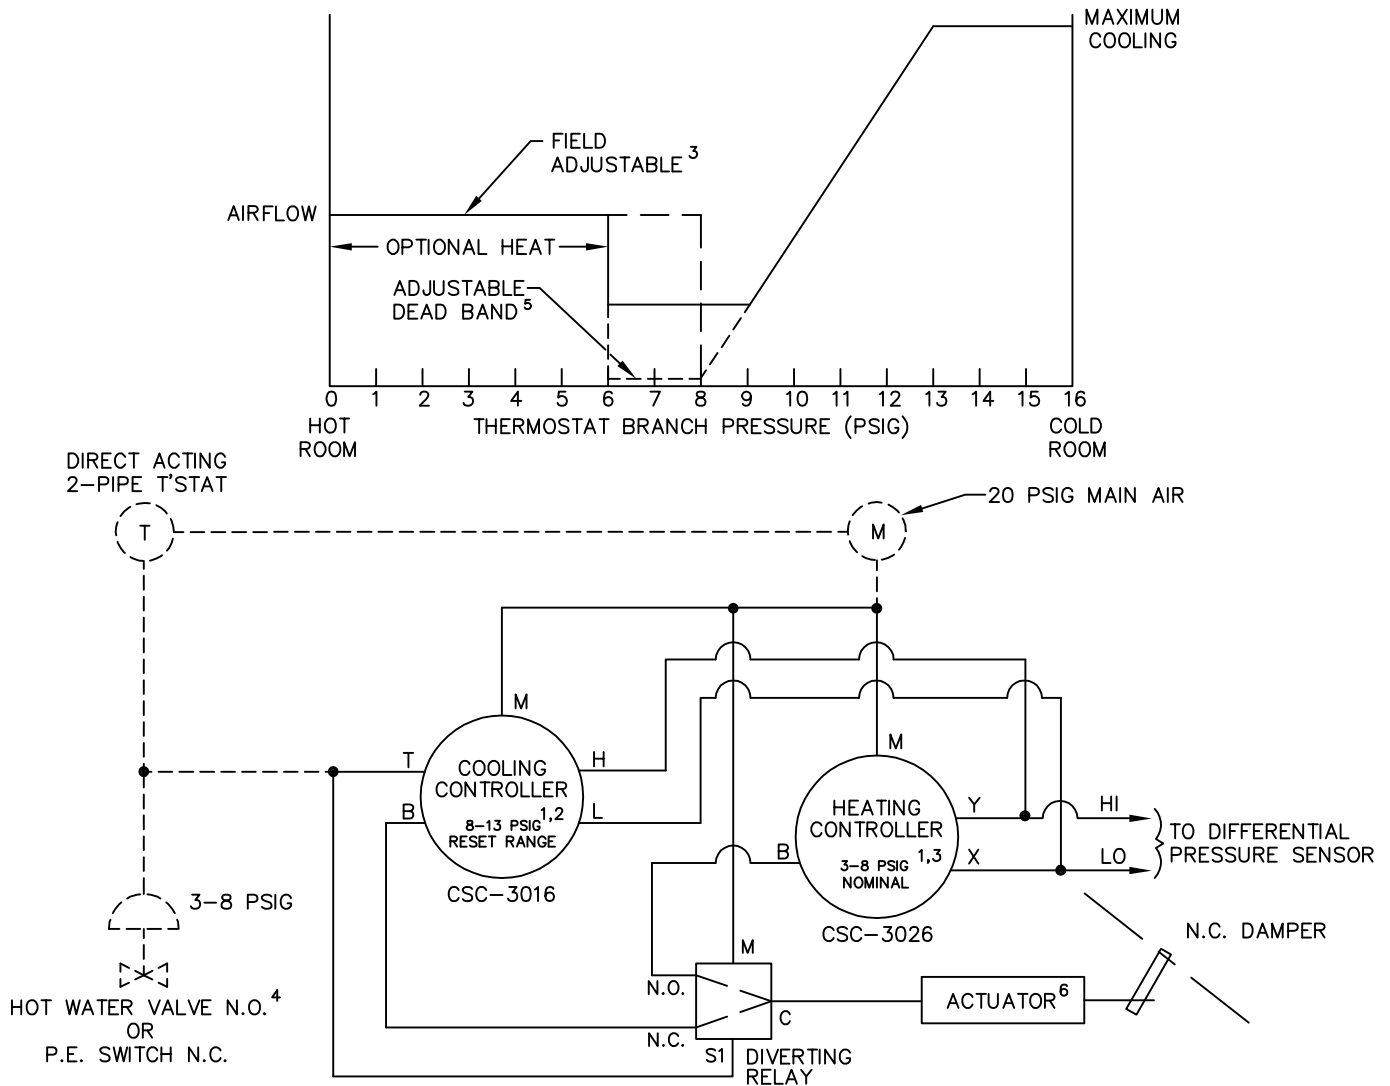 MAXIMUM
COOLING
FIELD
ADJUSTABLE 3
AIRFLOW
OPTIONAL HEAT
ADJUSTABLE
DEAD BAND 5
0 1 2 3 4 5 6 7 8 9 10 11 12 13 14 15 16
HOT
ROOM
THERMOSTAT BRANCH PRESSURE (PSIG)
COLD
ROOM
DIRECT ACTING
2-PIPE T'STAT
20 PSIG MAIN AIR
T
M
M
T
H
COOLING
CONTROLLER
8-13 PSIG 1,2
RESET RANGE
B
L
CSC-3016
M
HEATING
CONTROLLER
3-8 PSIG 1,3
NOMINAL
Y
HI
B
X
LO
CSC-3026
TO DIFFERENTIAL
PRESSURE SENSOR
3-8 PSIG
N.C. DAMPER
M
N.O.
HOT WATER VALVE N.O. 4
OR
P.E. SWITCH N.C.
ACTUATOR 6
C
N.C.
S1
DIVERTING
RELAY